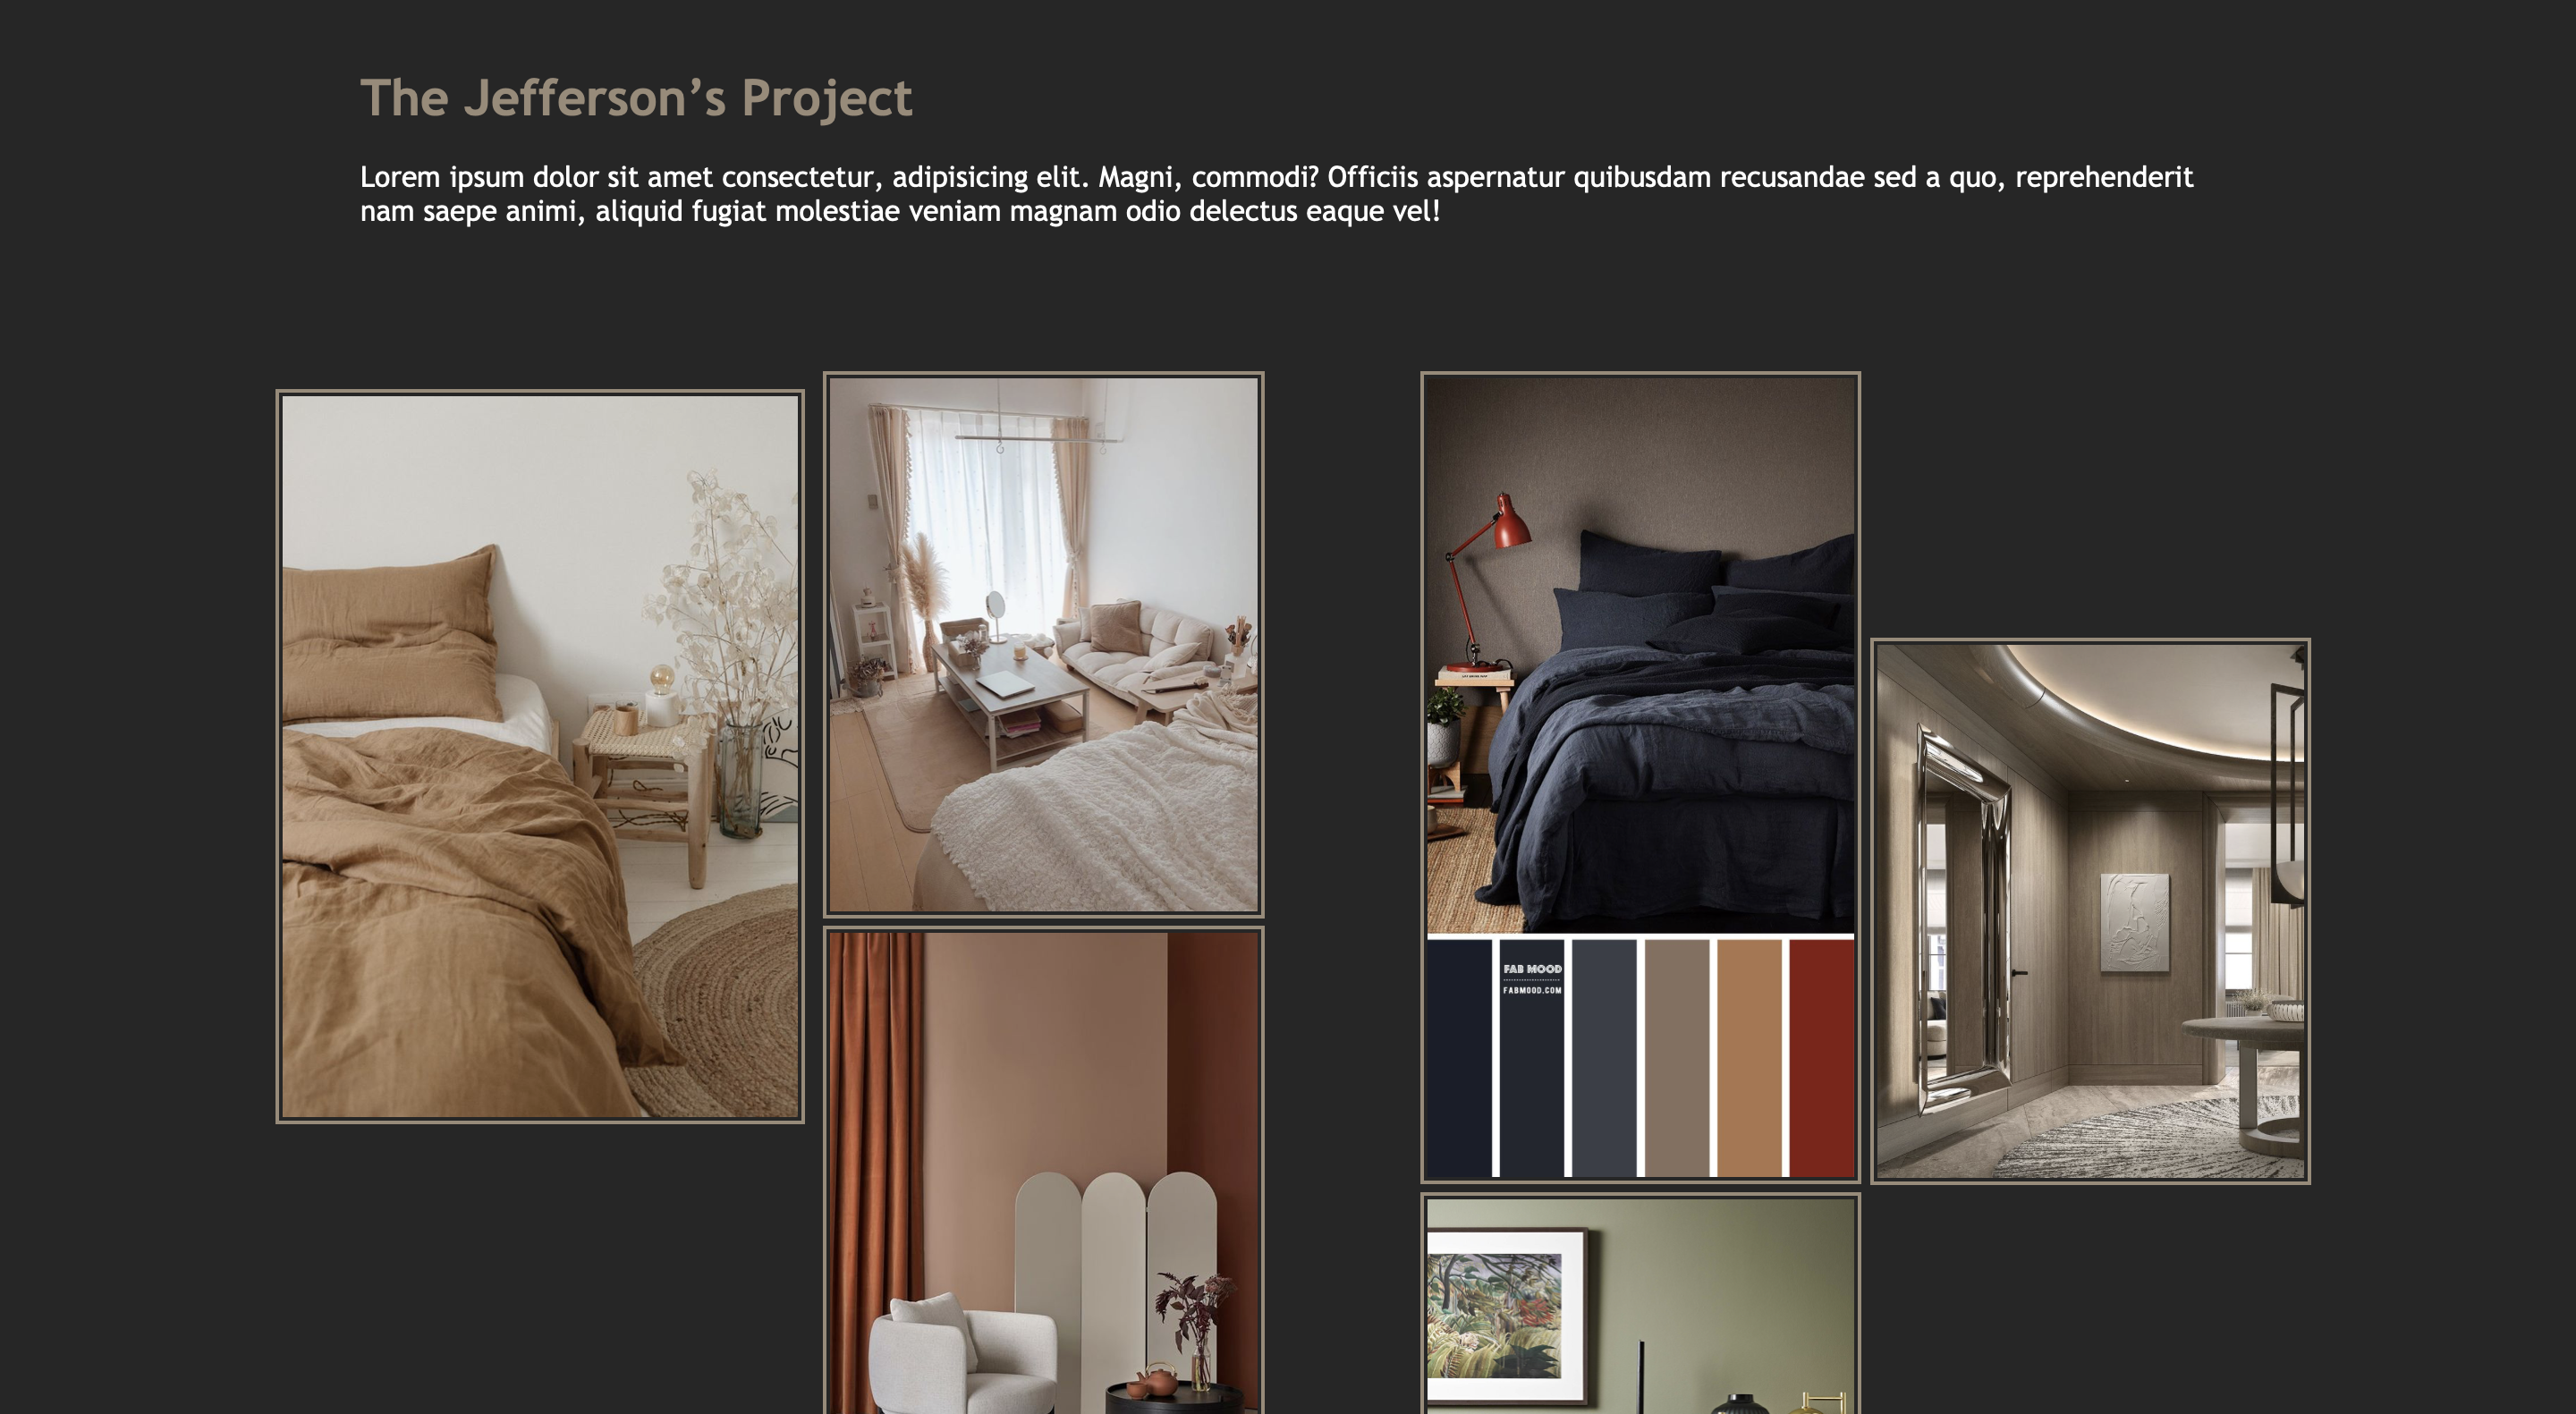 The Jefferson’s Project
Lorem ipsum dolor sit amet consectetur, adipisicing elit. Magni, commodi? Officiis aspernatur quibusdam recusandae sed a quo, reprehenderit
nam saepe animi, aliquid fugiat molestiae veniam magnam odio delectus eaque vel!
FAB MOOD
FABMOOD.COM